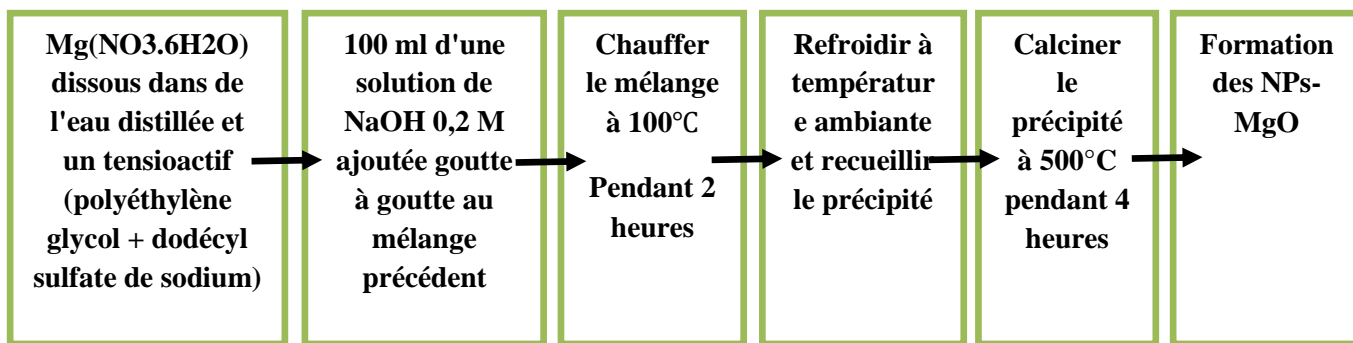 Mg(NO3.6H2O)
dissous dans de
l'eau distillée et
un tensioactif
(polyéthylène
glycol + dodécyl
sulfate de sodium)
100 ml d'une
solution de
NaOH 0,2 M
ajoutée goutte
à goutte au
mélange
précédent
Chauffer
le mélange
à 100℃
Pendant 2
heures
Refroidir à
températur
e ambiante
et recueillir
le précipité
Calciner
le
précipité
à 500°C
pendant 4
heures
Formation
des NPs-
MgO